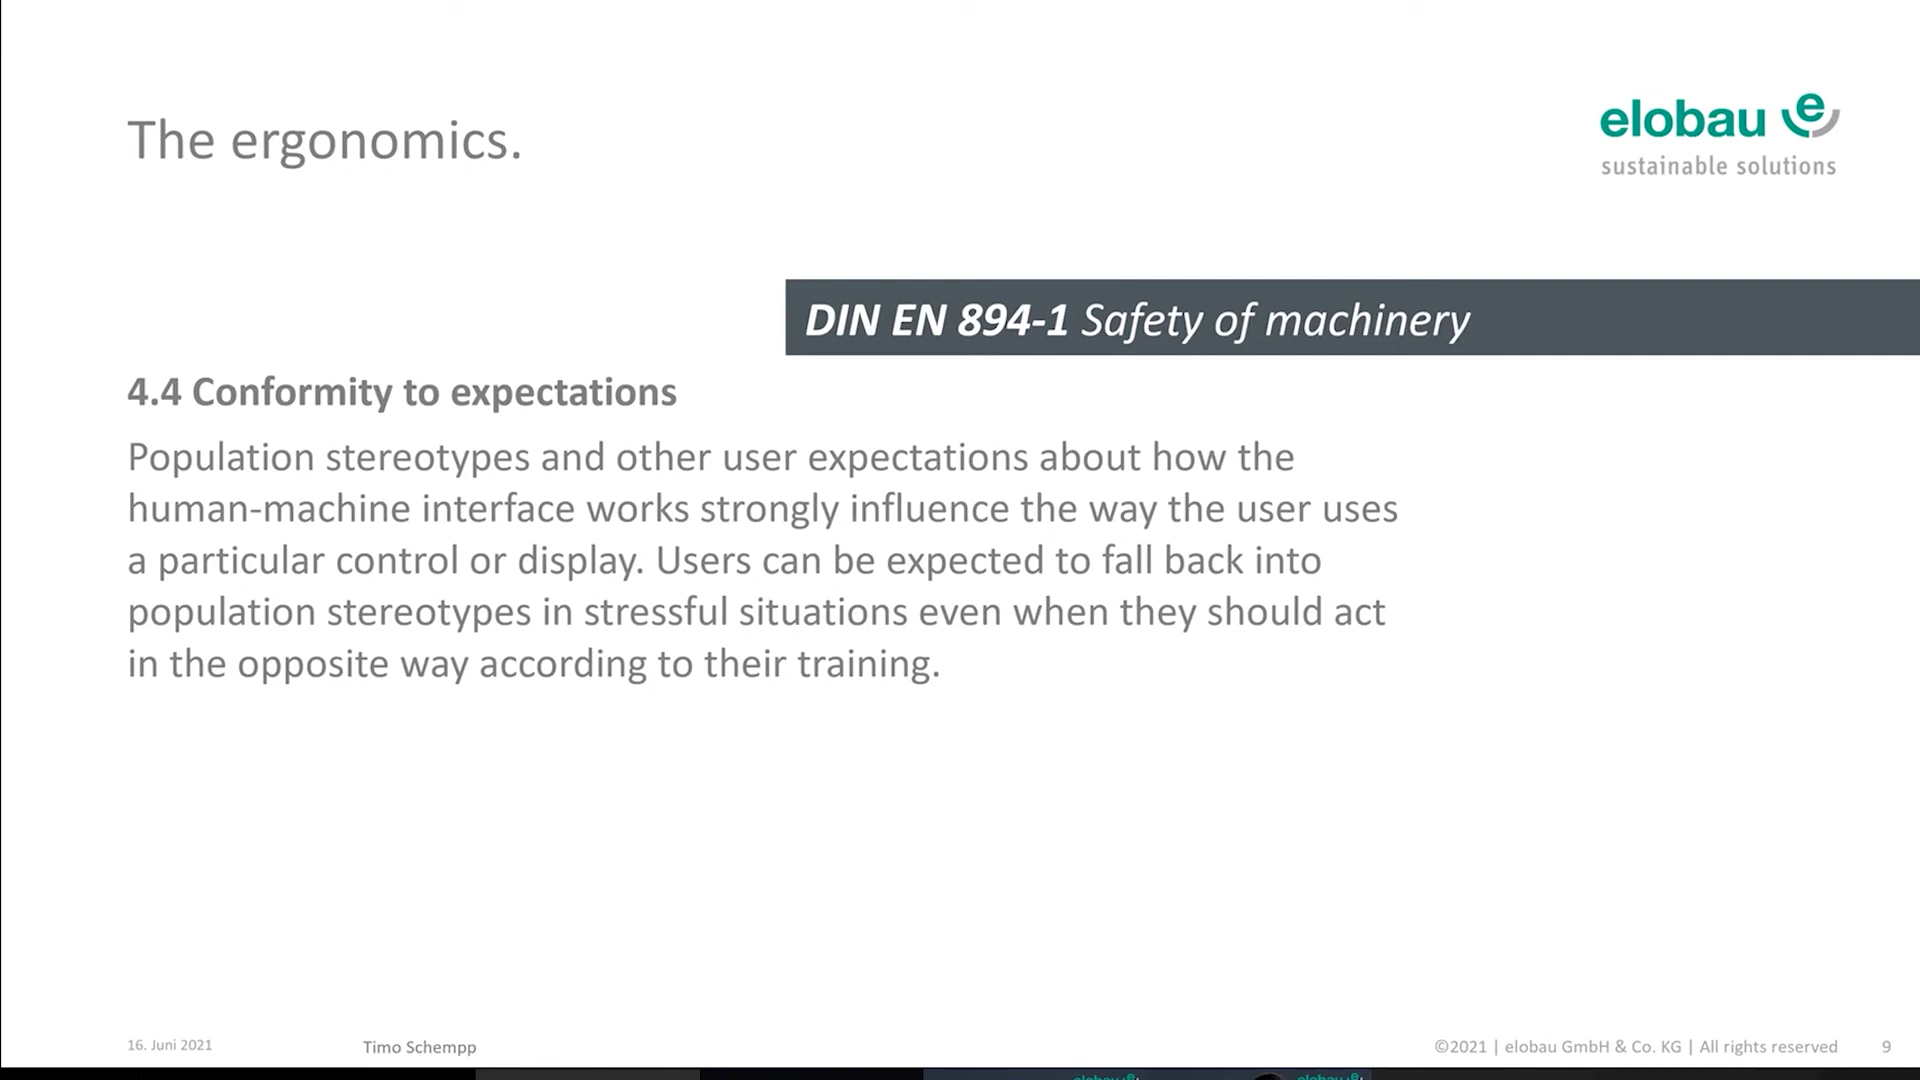 The ergonomics.
elobau e
sustainable solutions
DIN EN 894-1 Safety of machinery
4.4 Conformity to expectations
Population stereotypes and other user expectations about how the
human-machine interface works strongly influence the way the user uses
a particular control or display. Users can be expected to fall back into
population stereotypes in stressful situations even when they should act
in the opposite way according to their training.
16. Juni 2021
Timo Schempp
©2021 | elobau GmbH & Co. KG | All rights reserved
9
elobau e
elobau e